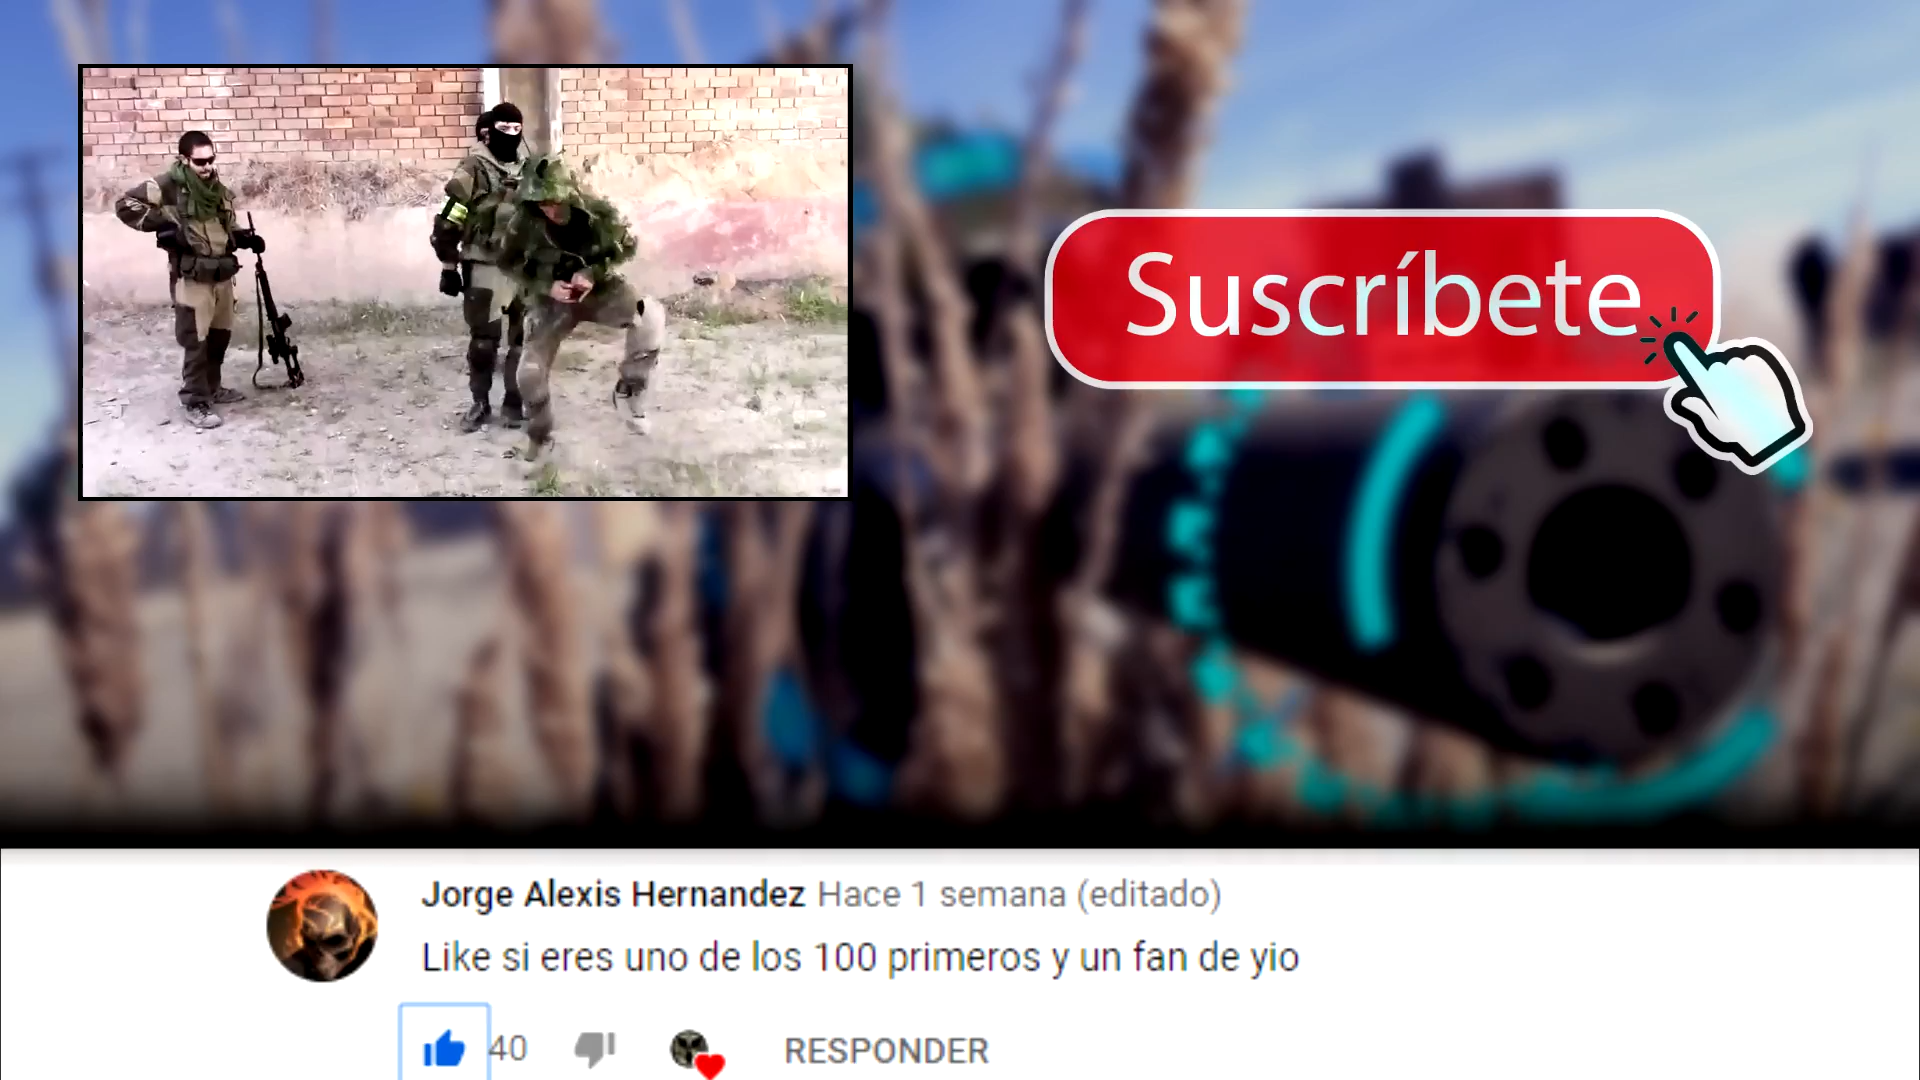 Suscríbete
Jorge Alexis Hernandez Hace 1 semana (editado)
Like si eres uno de los 100 primeros y un fan de yio
40 RESPONDER